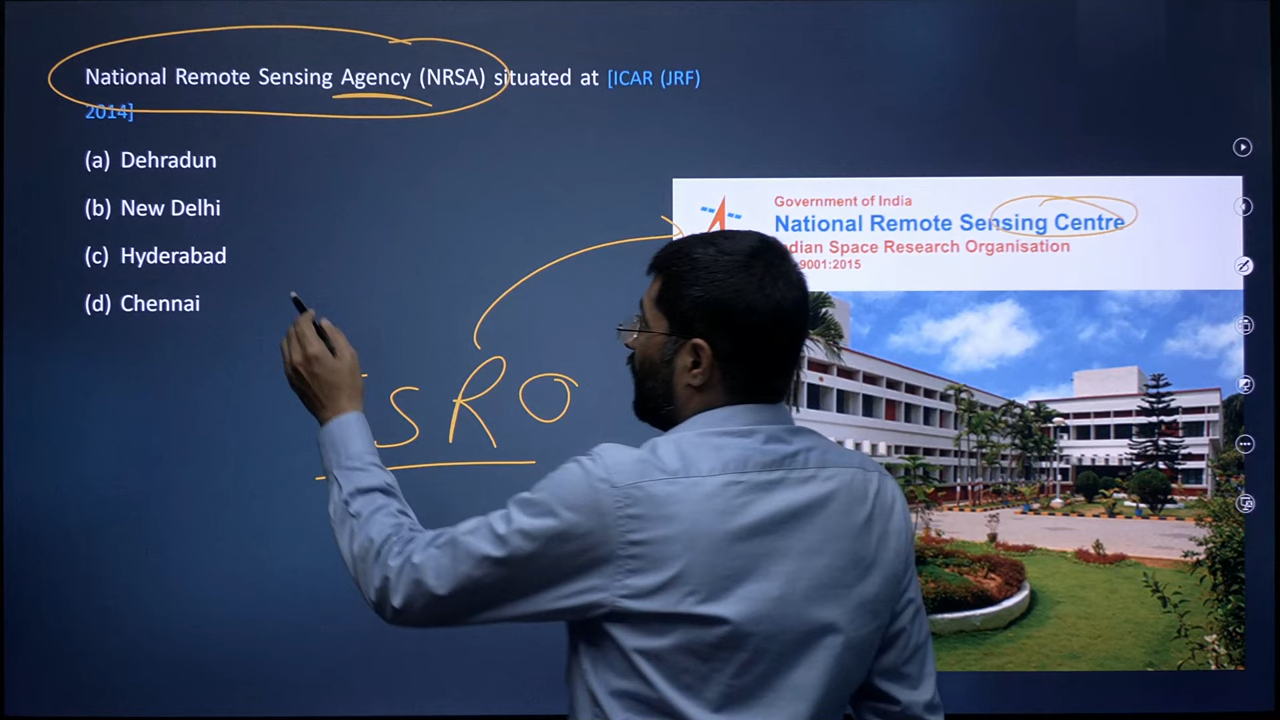 National Remote Sensing Agency (NRSA) situated at [ICAR (JRF)
2014]
(a) Dehradun
(b) New Delhi
(c) Hyderabad
(d) Chennai
Government of India
National Remote Sensing Centre
Indian Space Research Organisation
9001:2015
SRO